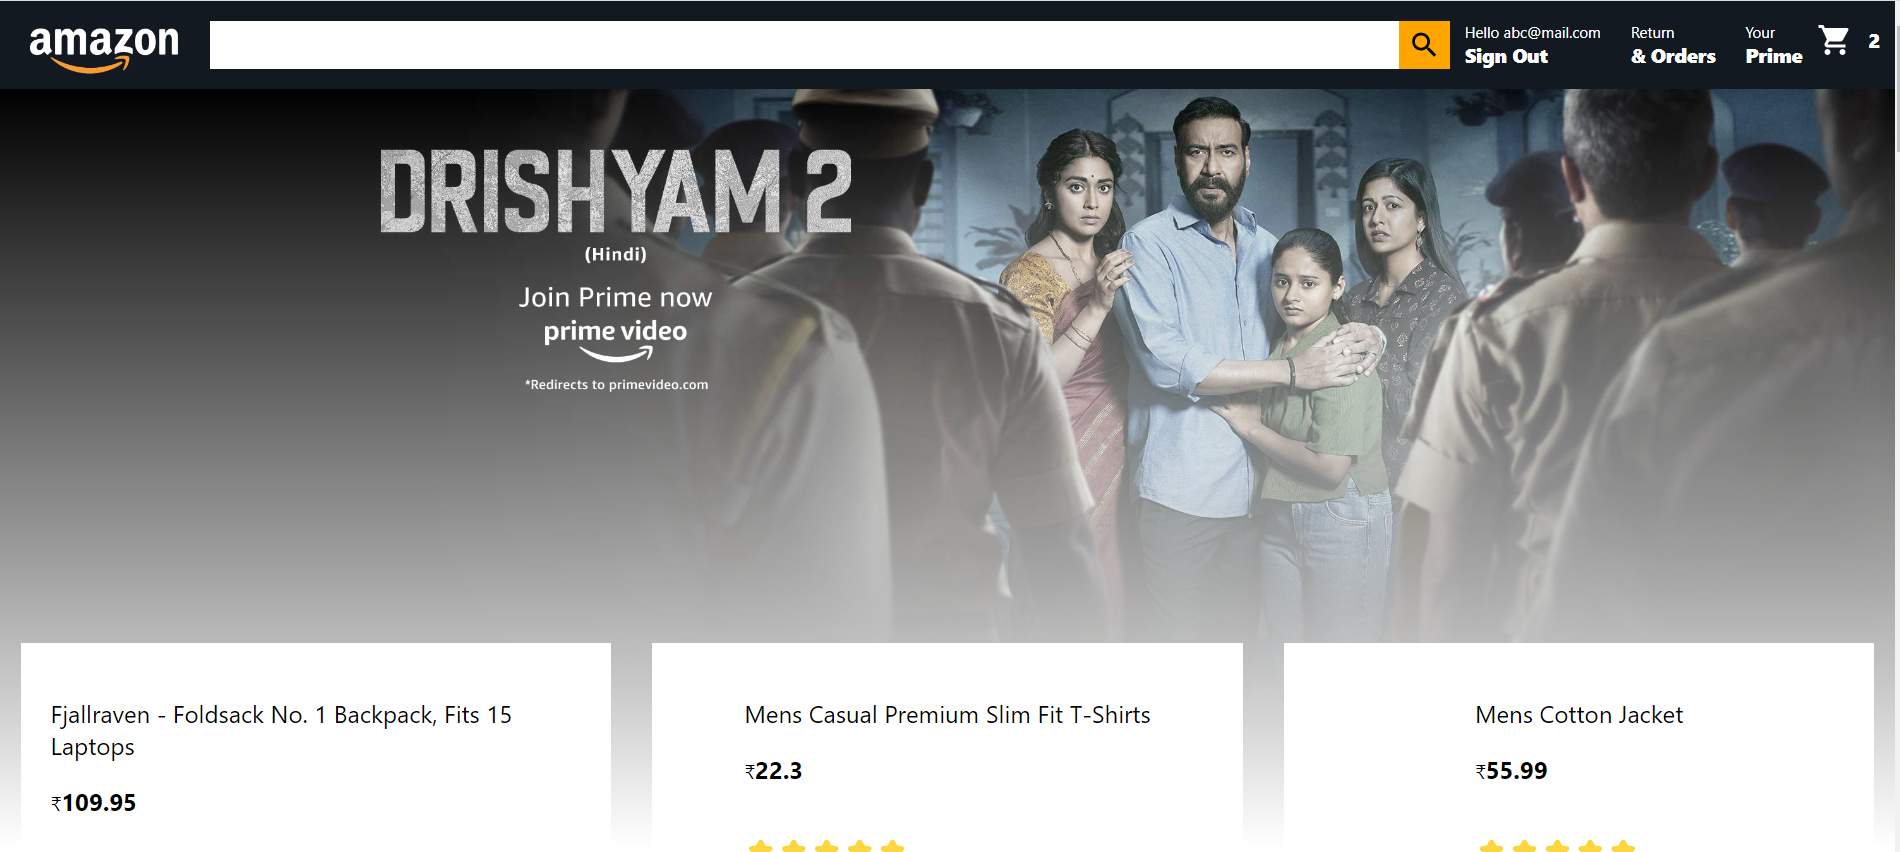 amazon
Hello abc@mail.com
Sign Out
Return
& Orders
Your
Prime
2
DRISHYAM 2
(Hindi)
Join Prime now
prime video
*Redirects to primevideo.com
Fjallraven - Foldsack No. 1 Backpack, Fits 15
Laptops
₹109.95
Mens Casual Premium Slim Fit T-Shirts
₹22.3
Mens Cotton Jacket
₹55.99